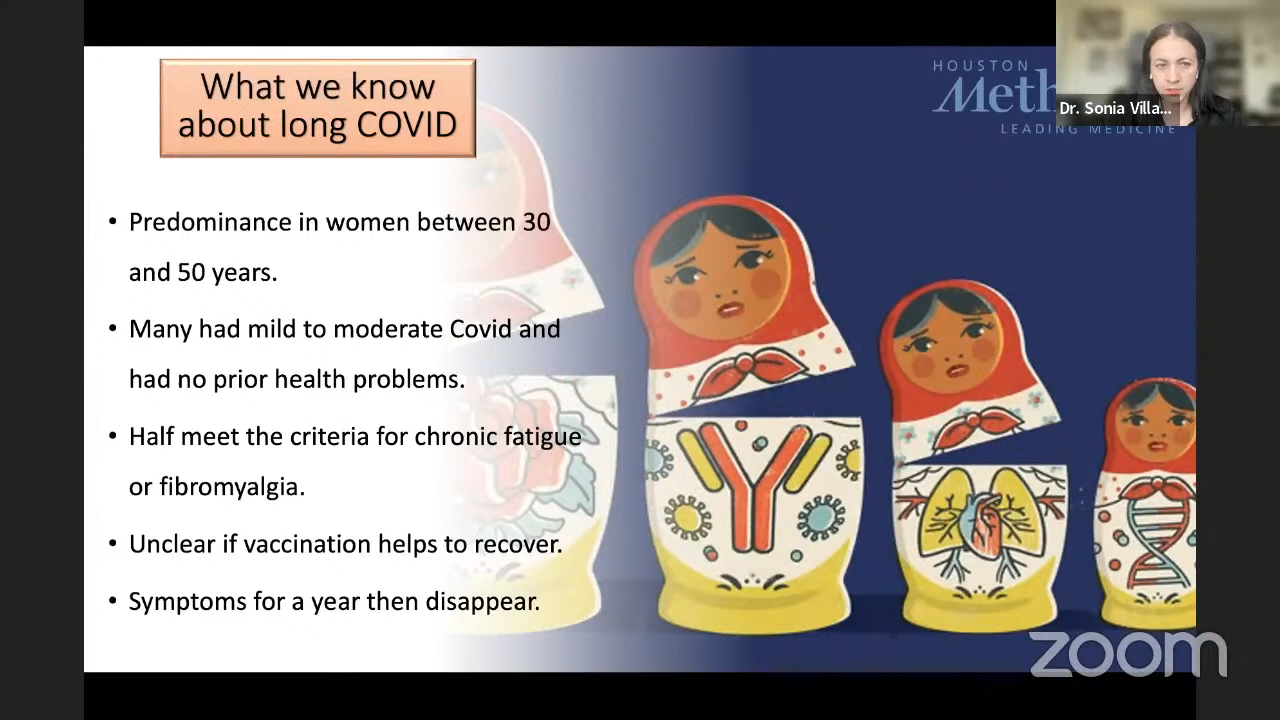 What we know
about long COVID
HOUSTON
Meth
LEADING MEDICINE
Dr. Sonia Villa...
• Predominance in women between 30
and 50 years.
• Many had mild to moderate Covid and
had no prior health problems.
• Half meet the criteria for chronic fatigue
or fibromyalgia.
• Unclear if vaccination helps to recover.
• Symptoms for a year then disappear.
zoom